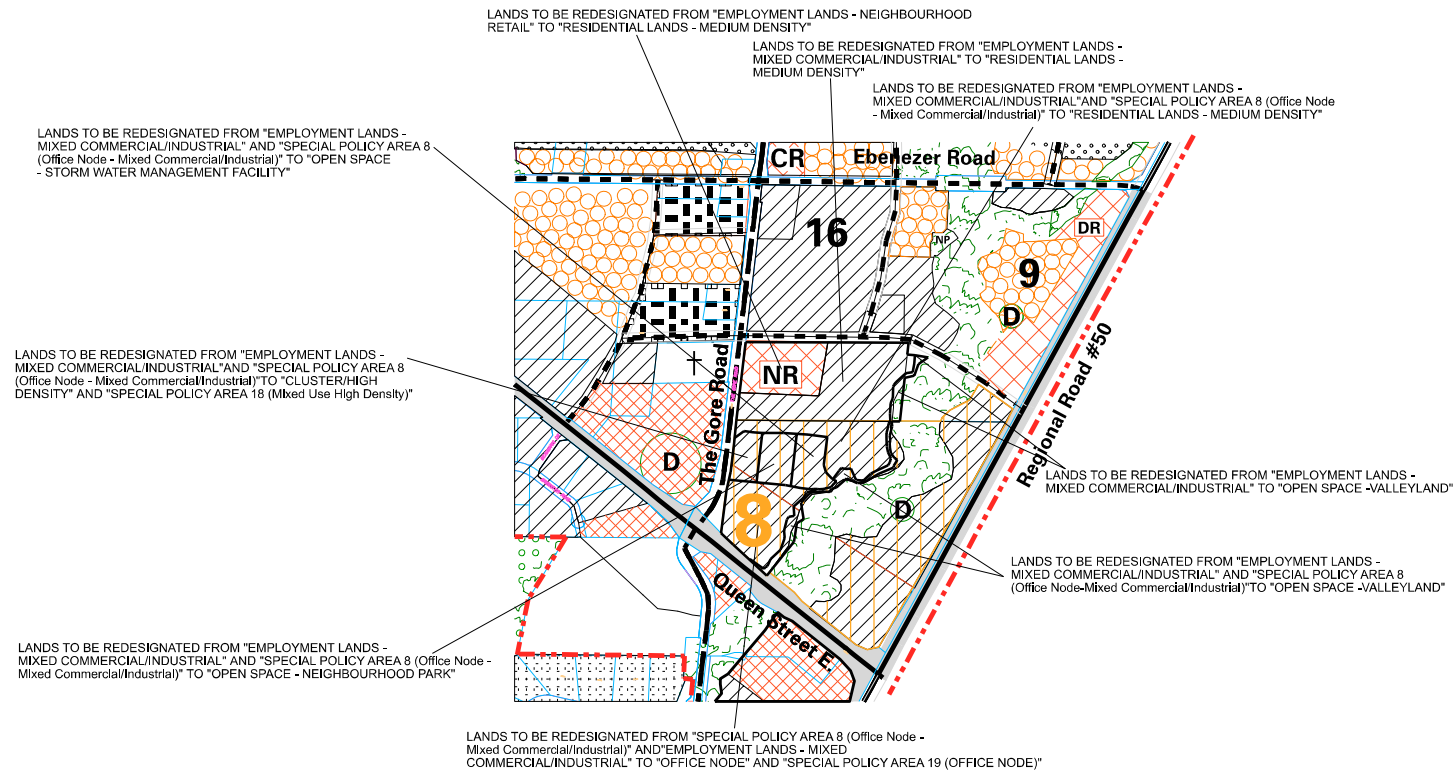 LANDS TO BE REDESIGNATED FROM "EMPLOYMENT LANDS - NEIGHBOURHOOD
RETAIL" TO "RESIDENTIAL LANDS - MEDIUM DENSITY"
LANDS TO BE REDESIGNATED FROM "EMPLOYMENT LANDS -
MIXED COMMERCIAL/INDUSTRIAL" TO "RESIDENTIAL LANDS -
MEDIUM DENSITY"
LANDS TO BE REDESIGNATED FROM "EMPLOYMENT LANDS -
MIXED COMMERCIAL/INDUSTRIAL"AND "SPECIAL POLICY AREA 8 (Office Node
- Mixed Commercial/Industrial)" TO "RESIDENTIAL LANDS - MEDIUM DENSITY"
LANDS TO BE REDESIGNATED FROM "EMPLOYMENT LANDS -
MIXED COMMERCIAL/INDUSTRIAL" AND "SPECIAL POLICY AREA 8
(Office Node - Mixed Commercial/Industrial)" TO "OPEN SPACE
- STORM WATER MANAGEMENT FACILITY"
CR
Ebenezer Road
16
NP
DR
9
D
Regional Road #50
NR
The Gore Road
LANDS TO BE REDESIGNATED FROM "EMPLOYMENT LANDS -
MIXED COMMERCIAL/INDUSTRIAL"AND "SPECIAL POLICY AREA 8
(Office Node - Mixed Commercial/Industrial)"TO "CLUSTER/HIGH
DENSITY" AND "SPECIAL POLICY AREA 18 (Mixed Use High Density)"
D
8
D
LANDS TO BE REDESIGNATED FROM "EMPLOYMENT LANDS -
MIXED COMMERCIAL/INDUSTRIAL" TO "OPEN SPACE -VALLEYLAND"
LANDS TO BE REDESIGNATED FROM "EMPLOYMENT LANDS -
MIXED COMMERCIAL/INDUSTRIAL" AND "SPECIAL POLICY AREA 8
(Office Node-Mixed Commercial/Industrial)"TO "OPEN SPACE -VALLEYLAND"
Queen Street E.
LANDS TO BE REDESIGNATED FROM "EMPLOYMENT LANDS -
MIXED COMMERCIAL/INDUSTRIAL" AND "SPECIAL POLICY AREA 8 (Office Node -
Mixed Commercial/Industrial)" TO "OPEN SPACE - NEIGHBOURHOOD PARK"
LANDS TO BE REDESIGNATED FROM "SPECIAL POLICY AREA 8 (Office Node -
Mixed Commercial/Industrial)" AND"EMPLOYMENT LANDS - MIXED
COMMERCIAL/INDUSTRIAL" TO "OFFICE NODE" AND "SPECIAL POLICY AREA 19 (OFFICE NODE)"